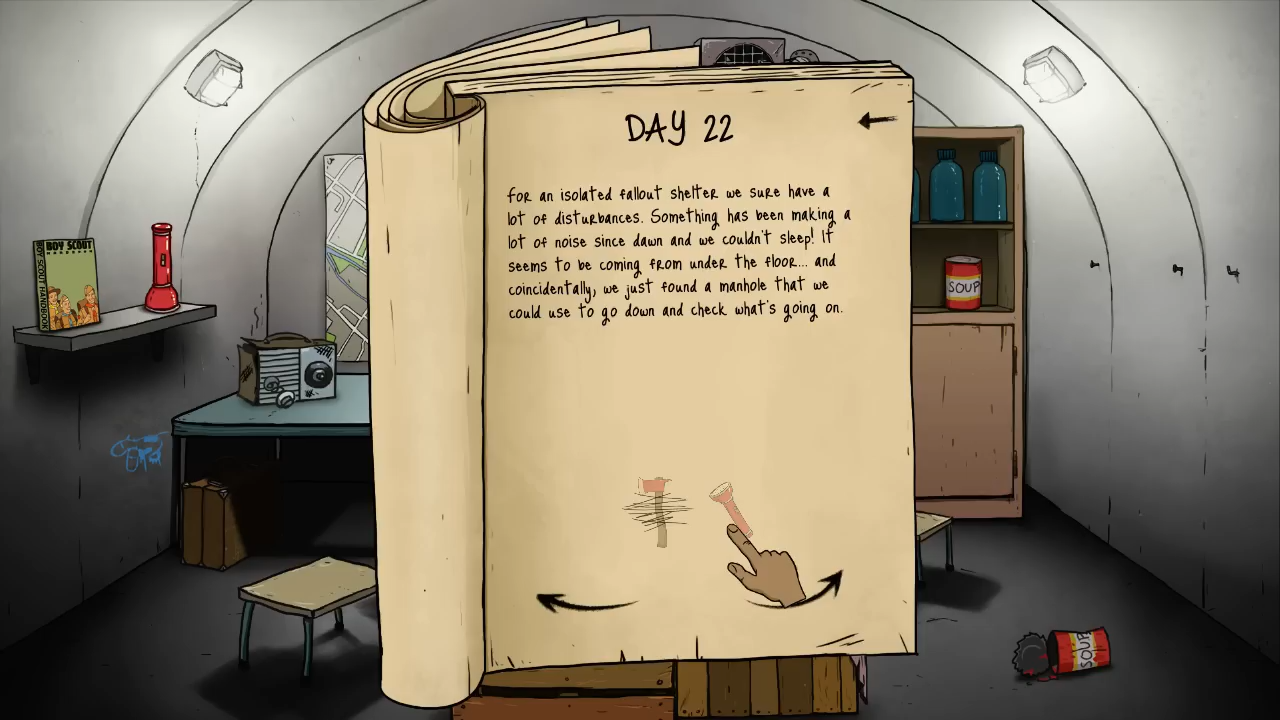 DAY 22
for an isolated fallout shelter we sure have a
lot of disturbances. Something has been making a
lot of noise since dawn and we couldn't sleep! It
seems to be coming from under the floor... and
coincidentally, we just found a manhole that we
could use to go down and check what's going on.
BOY SCOUT
BOY SCOUT HANDBOOK
SOUP
SOUP